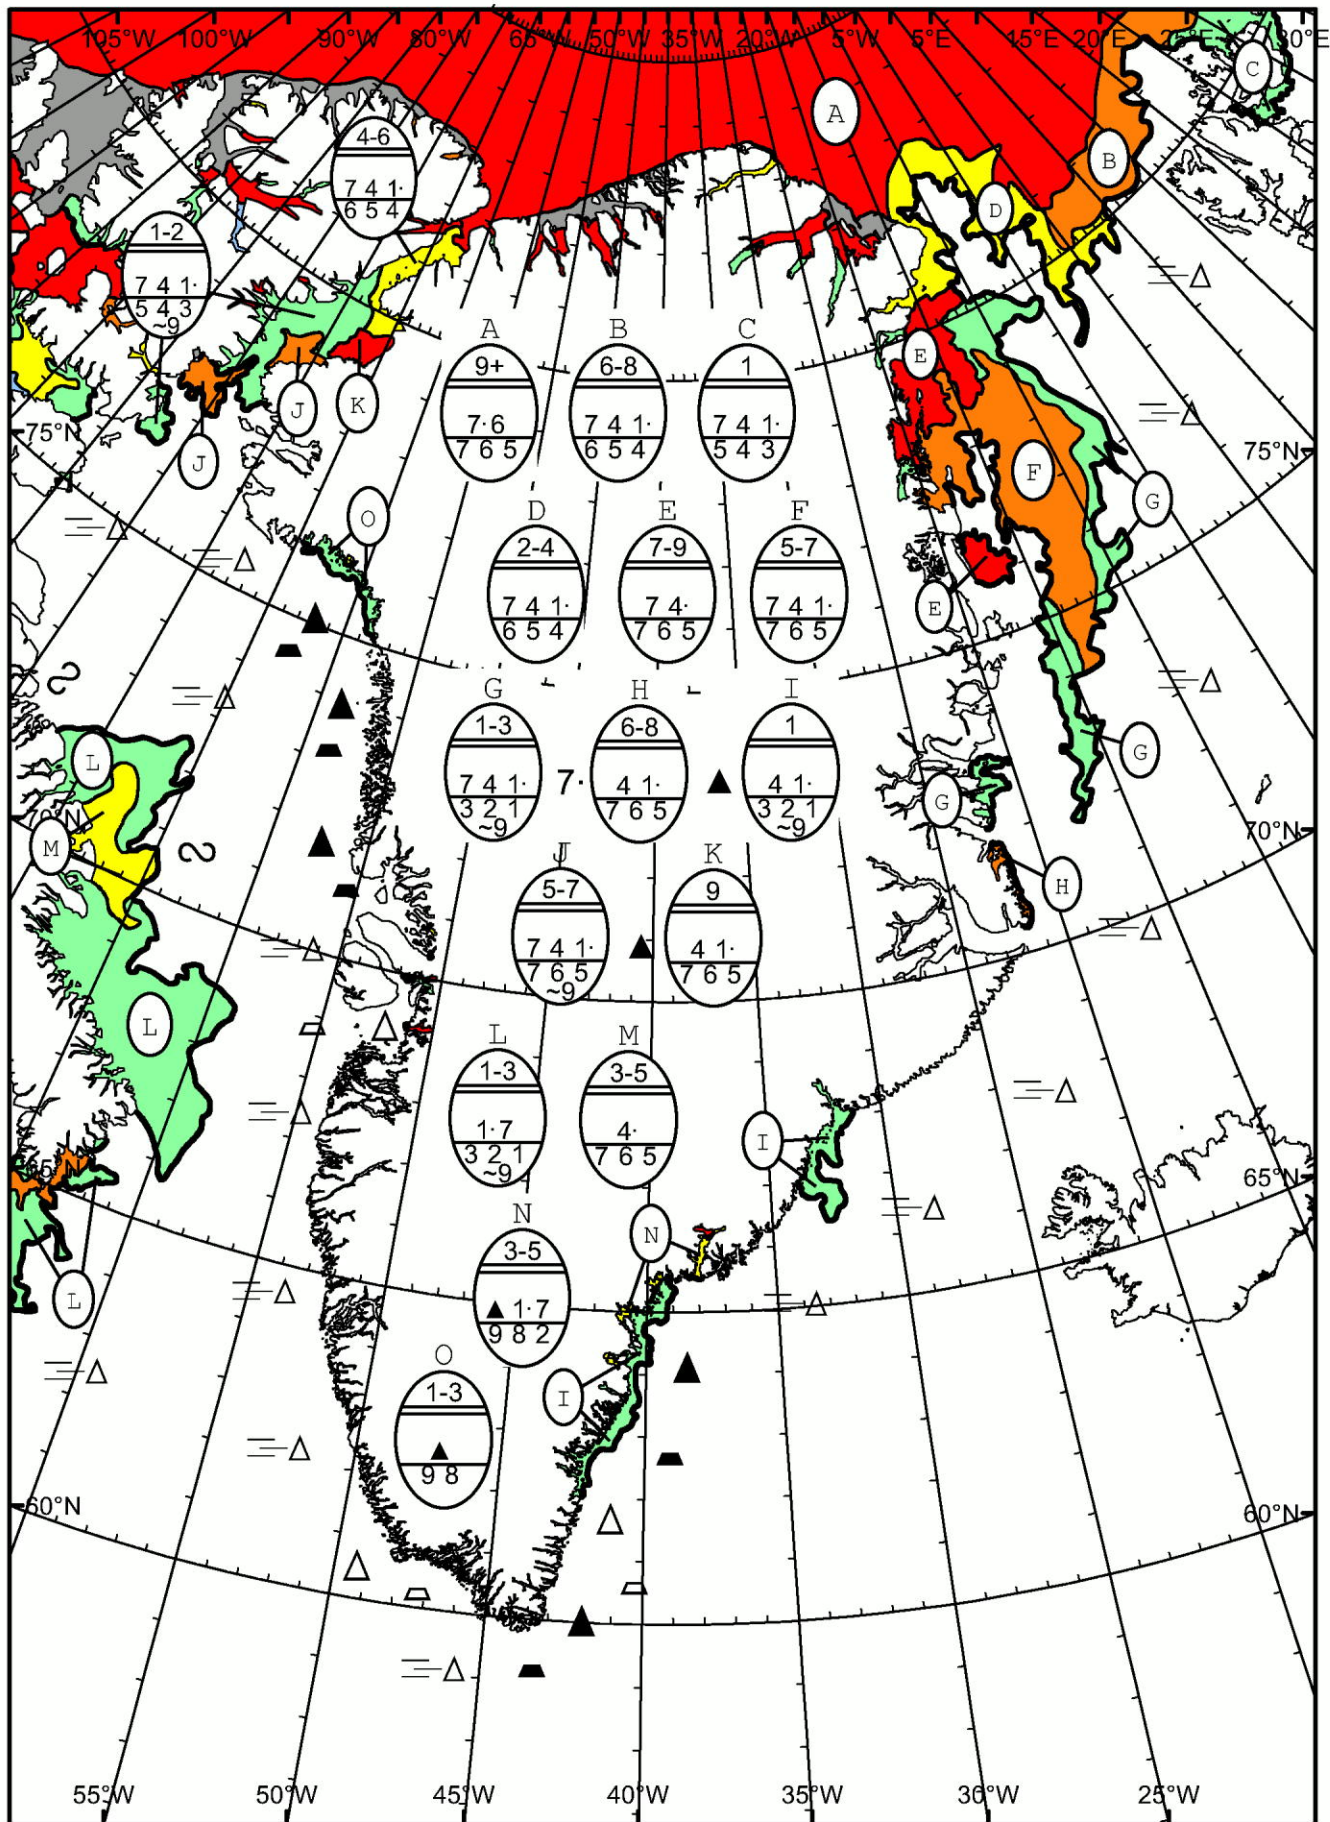 105°W 100°W 90°W 80°W 65°W 50°W 35°W 20°W 5°W 5°E 15°E 20°E 25°E 30°E
C
A
4-6
7 4 1·
6 5 4
B
D
1-2
7 4 1·
5 4 3
~9
A B C
9+ 6-8 1
7·6 7 4 1· 7 4 1·
7 6 5 6 5 4 5 4 3
E
J K
75°N 75°N
J
F
G
O
D E F
2-4 7-9 5-7
7 4 1· 7 4· 7 4 1·
6 5 4 7 6 5 7 6 5
E
G H I
1-3 6-8 1
7 4 1· 7· 4 1· 4 1·
3 2 1 7 6 5 3 2 1
~9 ~9
L
G
G
70°N 70°N
M
H
J K
5-7 9
7 4 1· 4 1·
7 6 5 7 6 5
~9
L
L M
1-3 3-5
1·7 4·
3 2 1 7 6 5
~9
I
65°N 65°N
N
N
3-5
▲ 1·7
9 8 2
L
O
1-3
▲
9 8
I
60°N 60°N
55°W 50°W 45°W 40°W 35°W 30°W 25°W